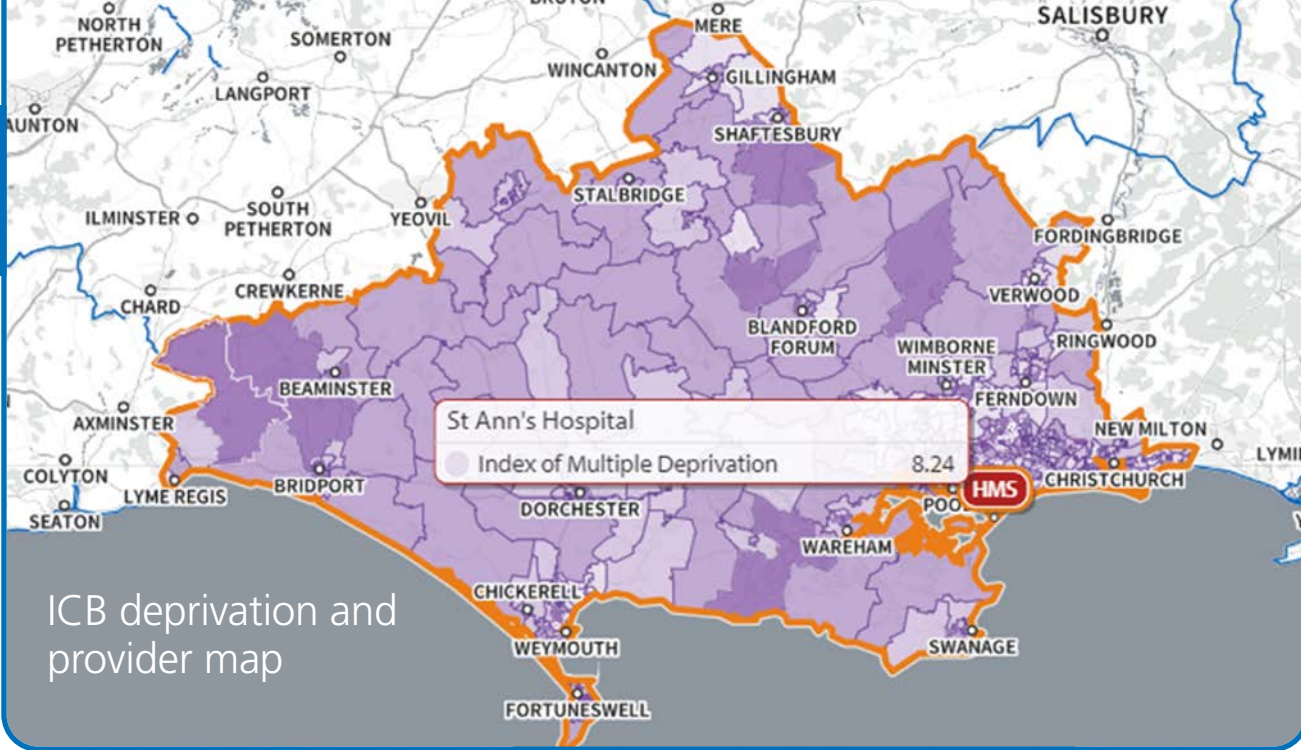 MERE
SALISBURY
NORTH
PETHERTON
SOMERTON
WINCANTON
GILLINGHAM
LANGPORT
AUNTON
SHAFTESBURY
STALBRIDGE
ILMINSTER
SOUTH
PETHERTON
YEOVIL
FORDINGBRIDGE
CREWKERNE
VERWOOD
CHARD
BLANDFORD
FORUM
WIMBORNE
MINSTER
RINGWOOD
BEAMINSTER
FERNDOWN
AXMINSTER
NEW MILTON
St Ann's Hospital
Index of Multiple Deprivation 8.24
COLYTON
LYME REGIS
BRIDPORT
HMS
CHRISTCHURCH
LYMI
SEATON
DORCHESTER
POO
WAREHAM
CHICKERELL
ICB deprivation and
provider map
WEYMOUTH
SWANAGE
FORTUNESWELL